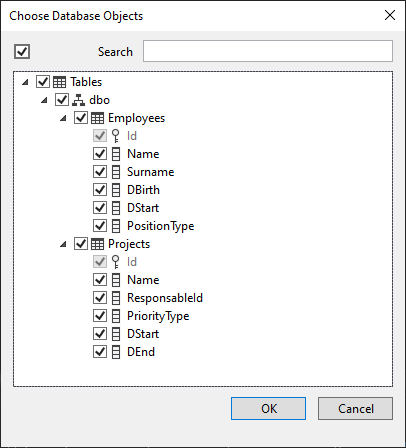 Choose Database Objects
Search
Tables
dbo
Employees
Id
Name
Surname
DBirth
DStart
PositionType
Projects
Id
Name
ResponsableId
PriorityType
DStart
DEnd
OK Cancel